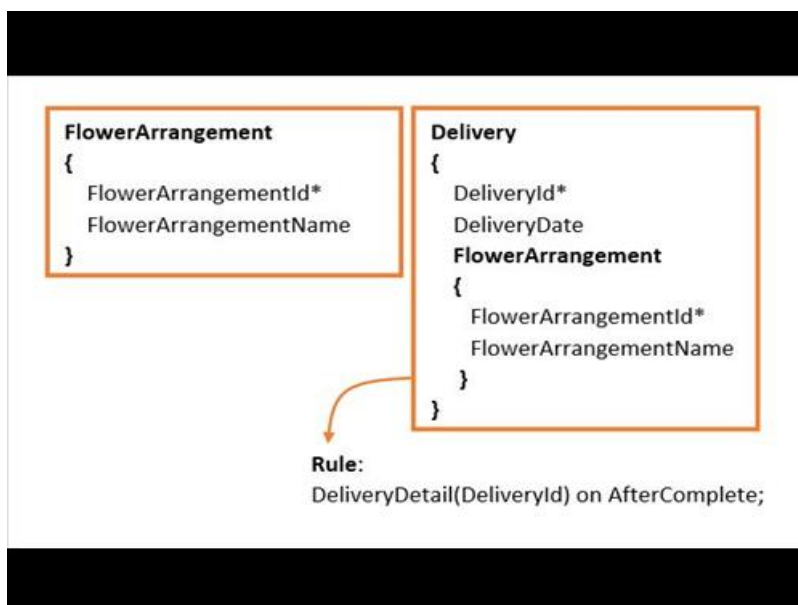 FlowerArrangement
{
FlowerArrangementId*
FlowerArrangementName
}
Delivery
{
DeliveryId*
DeliveryDate
FlowerArrangement
{
FlowerArrangementId*
FlowerArrangementName
}
}
Rule:
DeliveryDetail(DeliveryId) on AfterComplete;